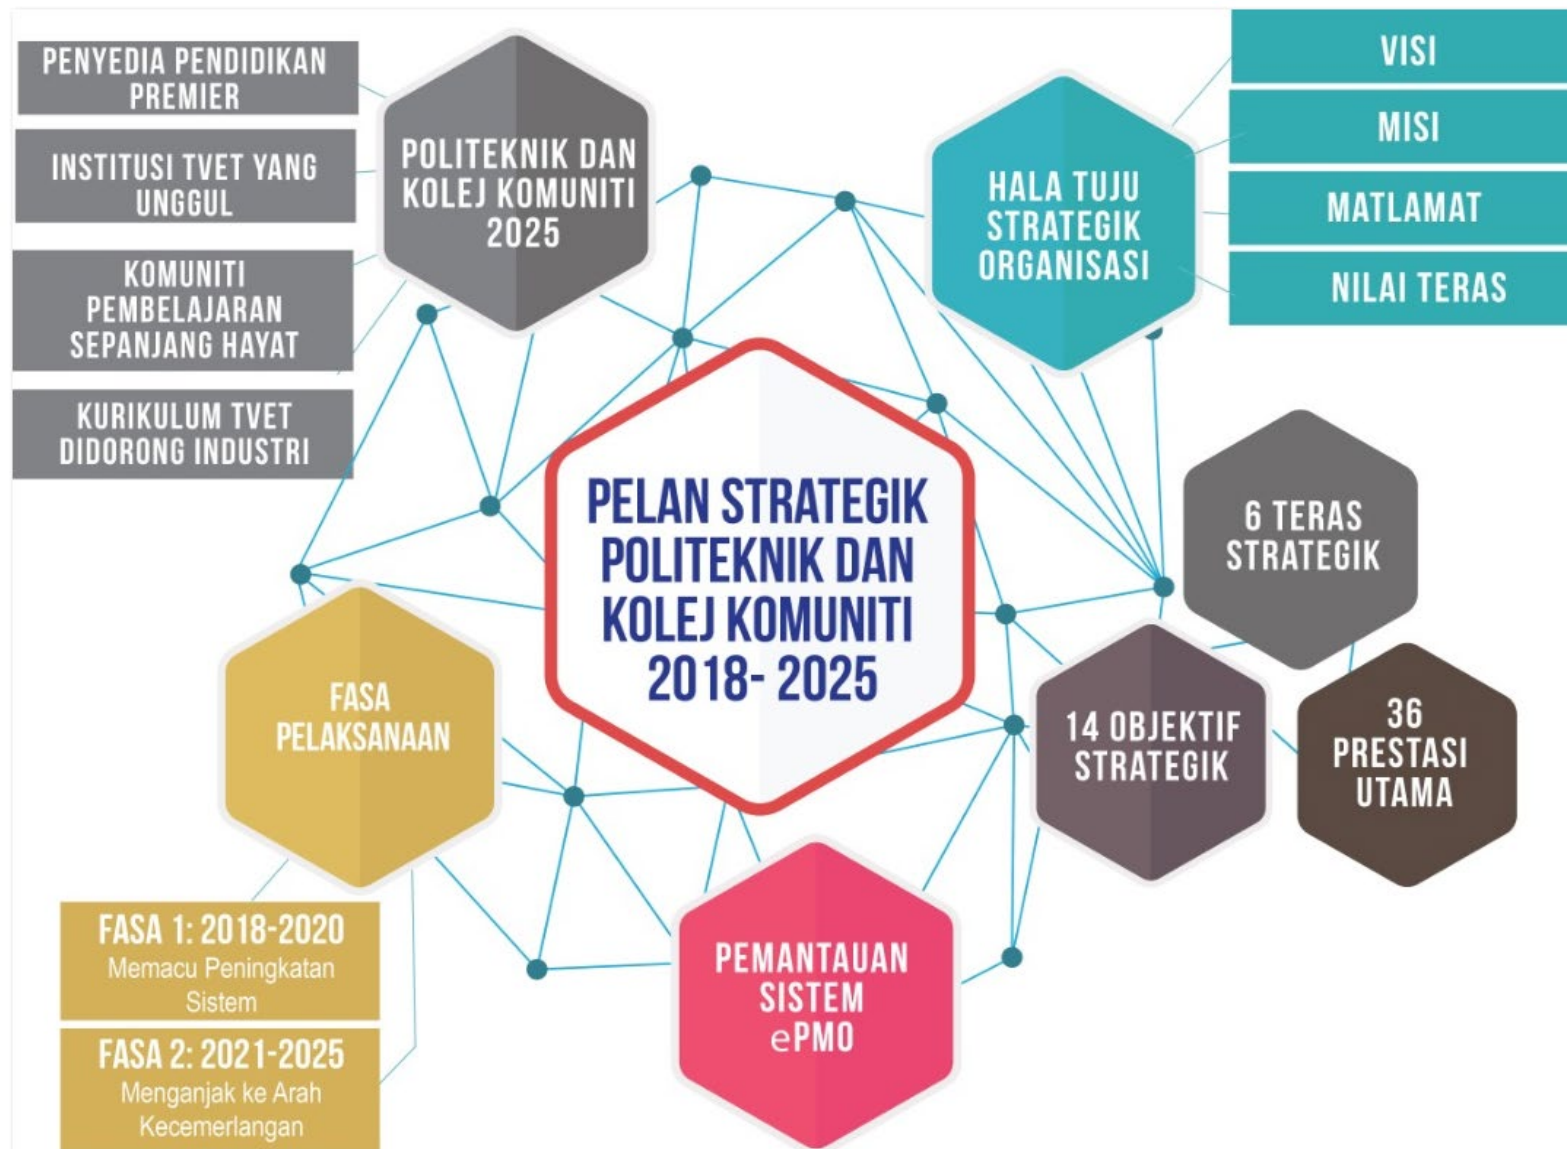 PENYEDIA PENDIDIKAN
PREMIER
INSTITUSI TVET YANG
UNGGUL
KOMUNITI
PEMBELAJARAN
SEPANJANG HAYAT
KURIKULUM TVET
DIDORONG INDUSTRI
POLITEKNIK DAN
KOLEJ KOMUNITI
2025
HALA TUJU
STRATEGIK
ORGANISASI
VISI
MISI
MATLAMAT
NILAI TERAS
PELAN STRATEGIK
POLITEKNIK DAN
KOLEJ KOMUNITI
2018- 2025
6 TERAS
STRATEGIK
14 OBJEKTIF
STRATEGIK
36
PRESTASI
UTAMA
FASA
PELAKSANAAN
FASA 1: 2018-2020
Memacu Peningkatan
Sistem
FASA 2: 2021-2025
Menganjak ke Arah
Kecemerlangan
PEMANTAUAN
SISTEM
ePMO